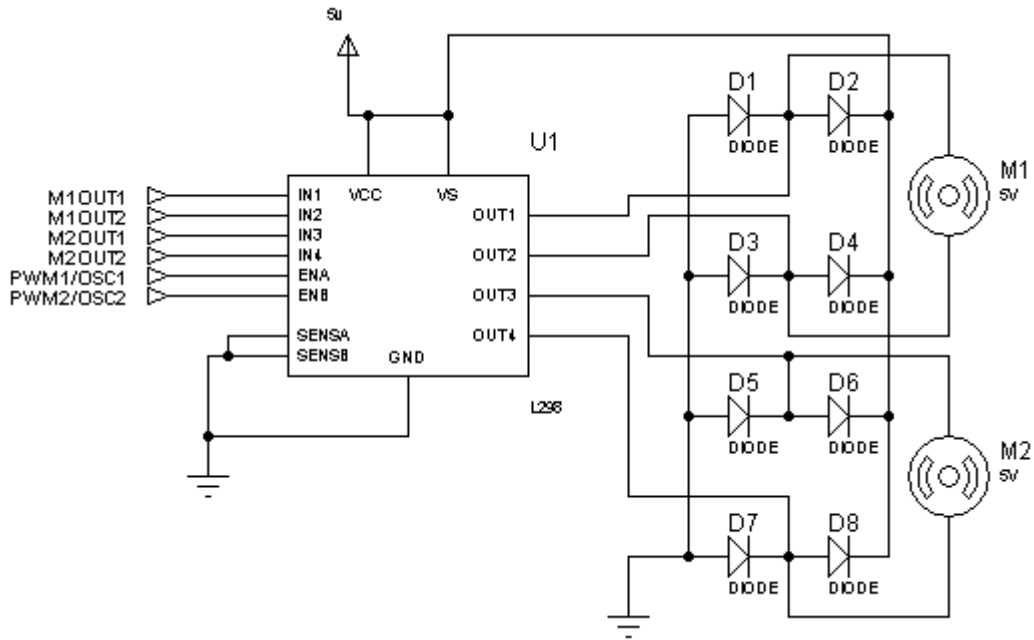 5u
U1
M1OUT1
M1OUT2
M2OUT1
M2OUT2
PWM1/OSC1
PWM2/OSC2
IN1
IN2
IN3
IN4
ENA
ENB
SENSA
SENSB
VCC
VS
GND
OUT1
OUT2
OUT3
OUT4
L298
D1
DIODE
D2
DIODE
D3
DIODE
D4
DIODE
D5
DIODE
D6
DIODE
D7
DIODE
D8
DIODE
M1
5V
M2
5V